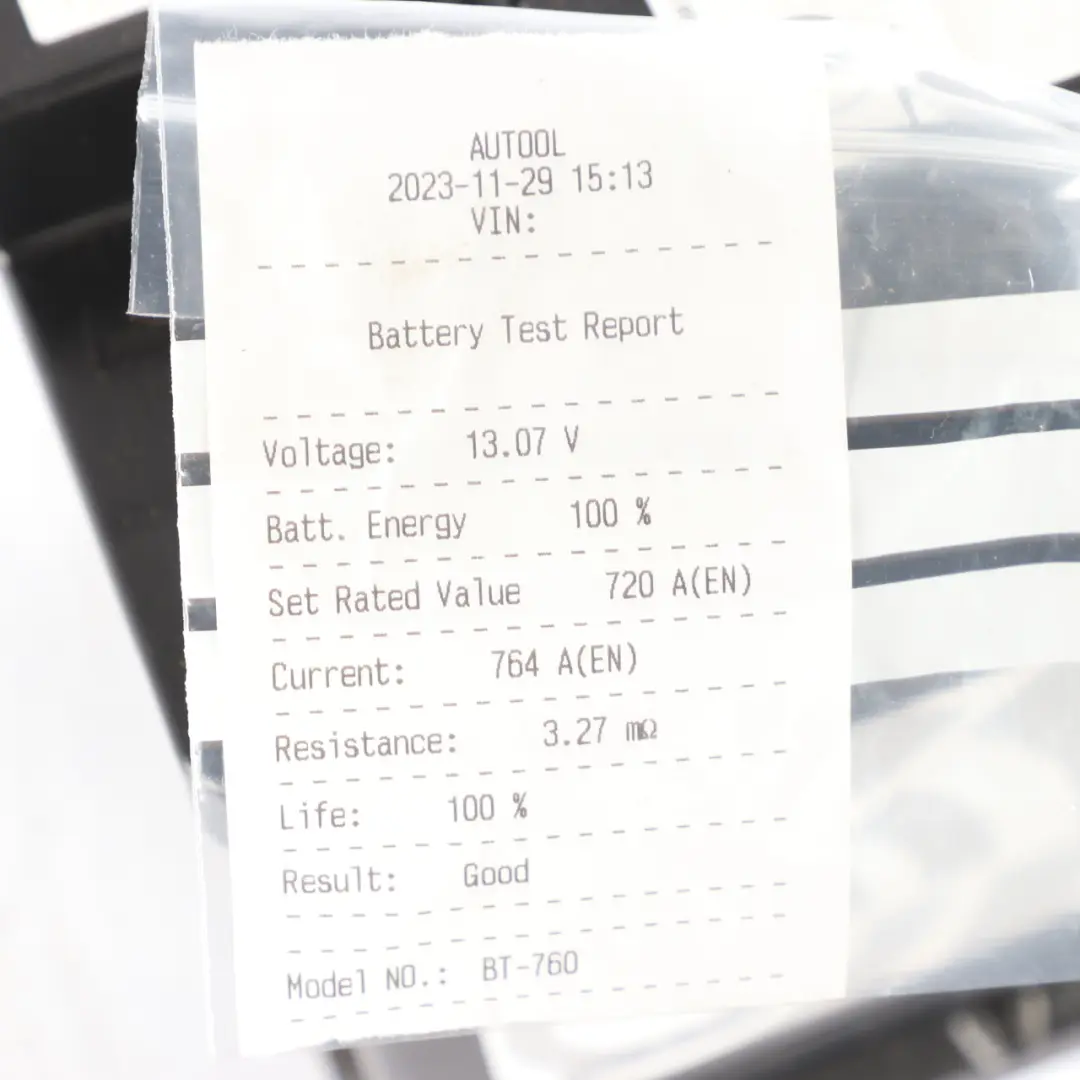 AUTOOL
2023-11-29 15:13
VIN:
Battery Test Report
Voltage: 13.07 V
Batt. Energy 100 %
Set Rated Value 720 A(EN)
Current: 764 A(EN)
Resistance: 3.27 mΩ
Life: 100 %
Result: Good
Model NO.: BT-760